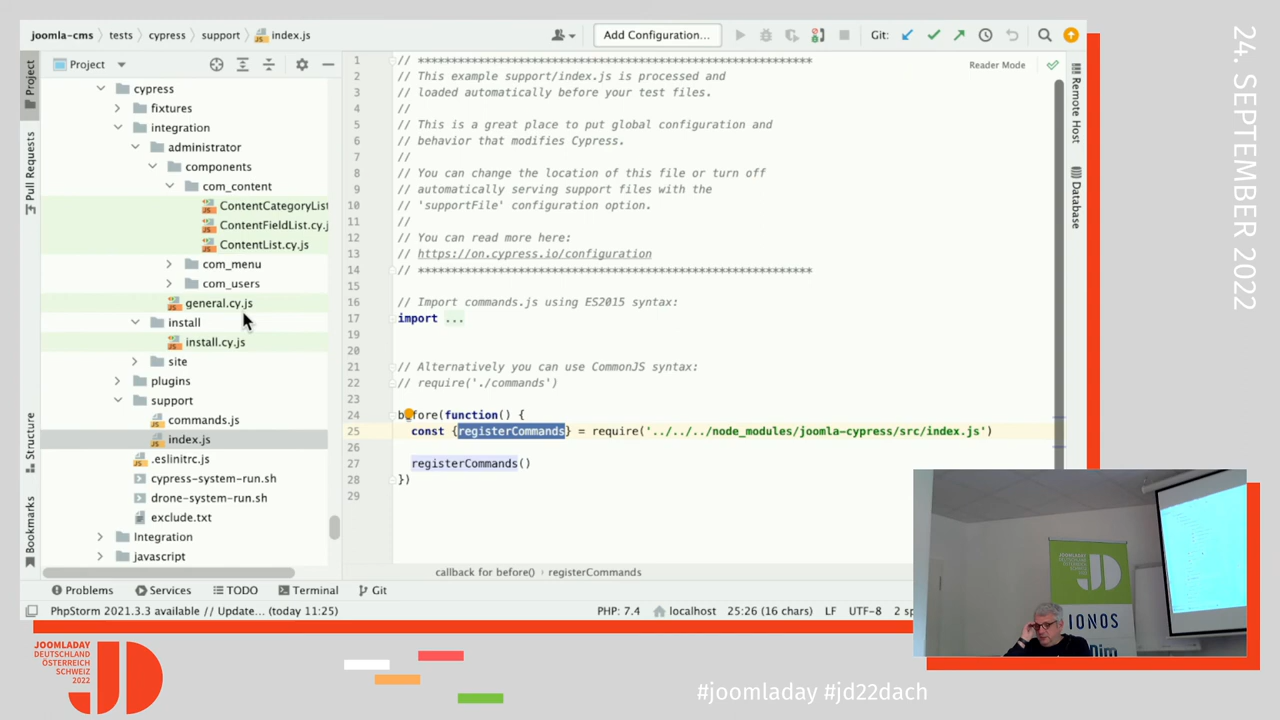 joomla-cms
tests
cypress
support
index.js
Add Configuration...
Git:
Project
Project
Pull Requests
Structure
Bookmarks
cypress
fixtures
integration
administrator
components
com_content
ContentCategoryList
ContentFieldList.cy.j
ContentList.cy.js
com_menu
com_users
general.cy.js
install
install.cy.js
site
plugins
support
commands.js
index.js
.eslinitrc.js
cypress-system-run.sh
drone-system-run.sh
exclude.txt
Integration
javascript
Reader Mode
1 // *************************************************************
2 // This example support/index.js is processed and
3 // loaded automatically before your test files.
4 //
5 // This is a great place to put global configuration and
6 // behavior that modifies Cypress.
7 //
8 // You can change the location of this file or turn off
9 // automatically serving support files with the
10 // 'supportFile' configuration option.
11 //
12 // You can read more here:
13 // https://on.cypress.io/configuration
14 // *************************************************************
15
16 // Import commands.js using ES2015 syntax:
17 import ...
19
20
21 // Alternatively you can use CommonJS syntax:
22 // require('./commands')
23
24 before(function() {
25 const {registerCommands} = require('../../../node_modules/joomla-cypress/src/index.js')
26
27 registerCommands()
28 })
29
callback for before()
registerCommands
Remote Host
Database
Problems
Services
TODO
Terminal
Git
PhpStorm 2021.3.3 available // Update... (today 11:25)
PHP: 7.4
localhost
25:26 (16 chars)
LF
UTF-8
2 sp
24. SEPTEMBER 2022
IONOS
JOOMLADAY
DEUTSCHLAND
ÖSTERREICH
SCHWEIZ
2022
#joomladay #jd22dach